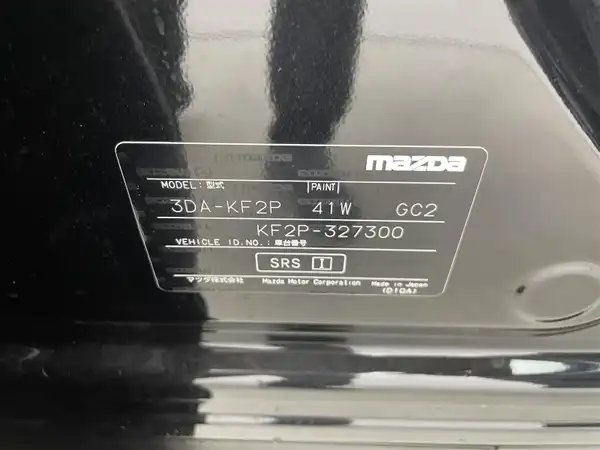 mazda
MODEL:型式 PAINT
3DA-KF2P 41W GC2
KF2P-327300
VEHICLE ID.NO.:車台番号
SRS I
マツダ株式会社 Mazda Motor Corporation Made in Japan
(D10A)